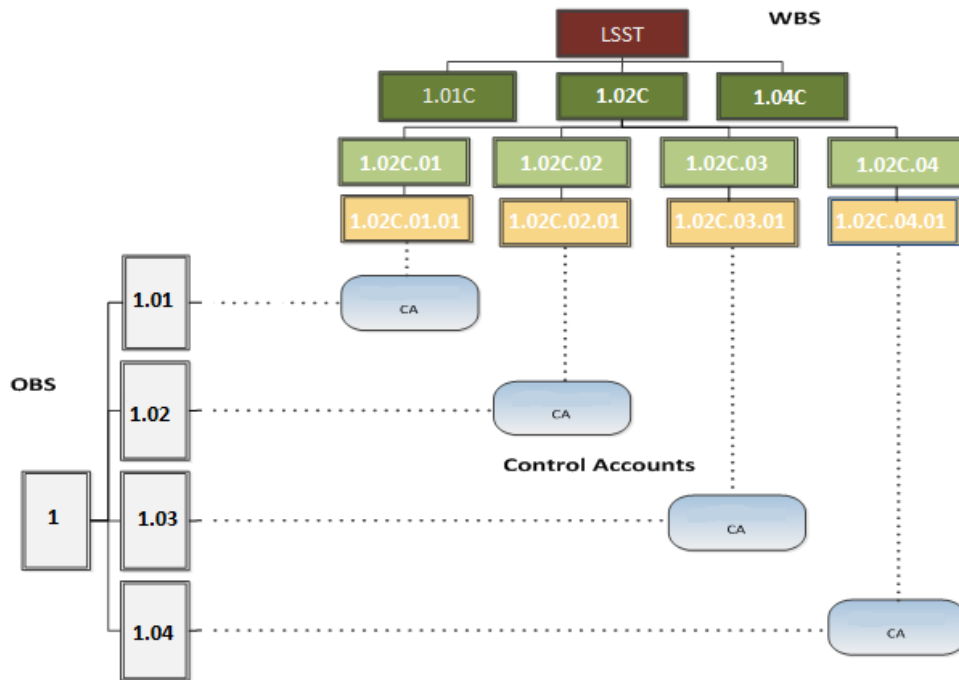 WBS
LSST
1.01C 1.02C 1.04C
1.02C.01 1.02C.02 1.02C.03 1.02C.04
1.02C.01.01 1.02C.02.01 1.02C.03.01 1.02C.04.01
1.01 CA
OBS
1.02 CA
Control Accounts
1 1.03 CA
1.04 CA